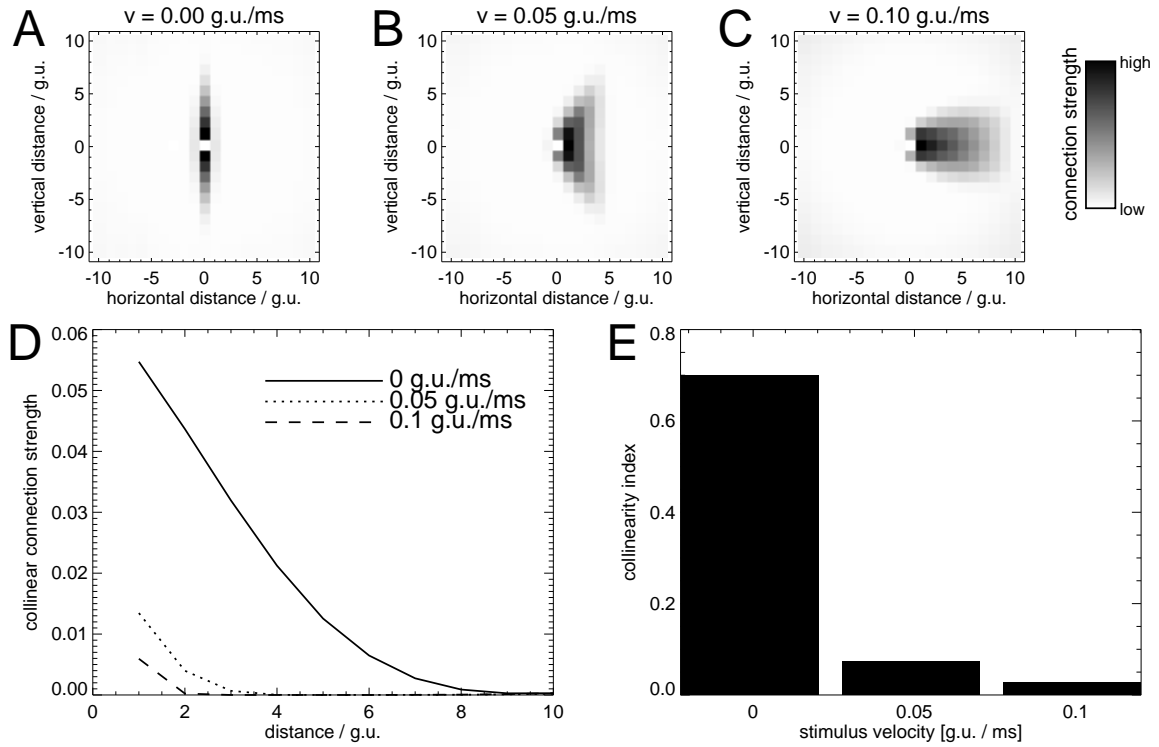 A
v = 0.00 g.u./ms
vertical distance / g.u.
10
5
0
-5
-10
-10 -5 0 5 10
horizontal distance / g.u.
B
v = 0.05 g.u./ms
vertical distance / g.u.
10
5
0
-5
-10
-10 -5 0 5 10
horizontal distance / g.u.
C
v = 0.10 g.u./ms
vertical distance / g.u.
10
5
0
-5
-10
-10 -5 0 5 10
horizontal distance / g.u.
connection strength
high
low
D
collinear connection strength
0.06
0.05
0.04
0.03
0.02
0.01
0.00
0 g.u./ms
0.05 g.u./ms
0.1 g.u./ms
0 2 4 6 8 10
distance / g.u.
E
collinearity index
0.8
0.6
0.4
0.2
0.0
0 0.05 0.1
stimulus velocity [g.u. / ms]